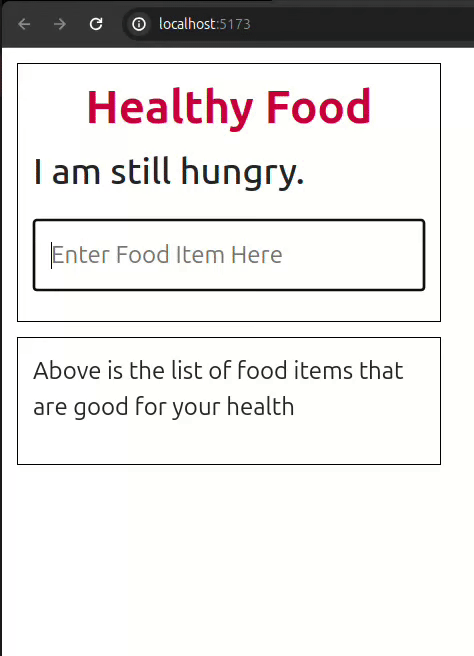 localhost:5173
Healthy Food
I am still hungry.
Enter Food Item Here
Above is the list of food items that
are good for your health